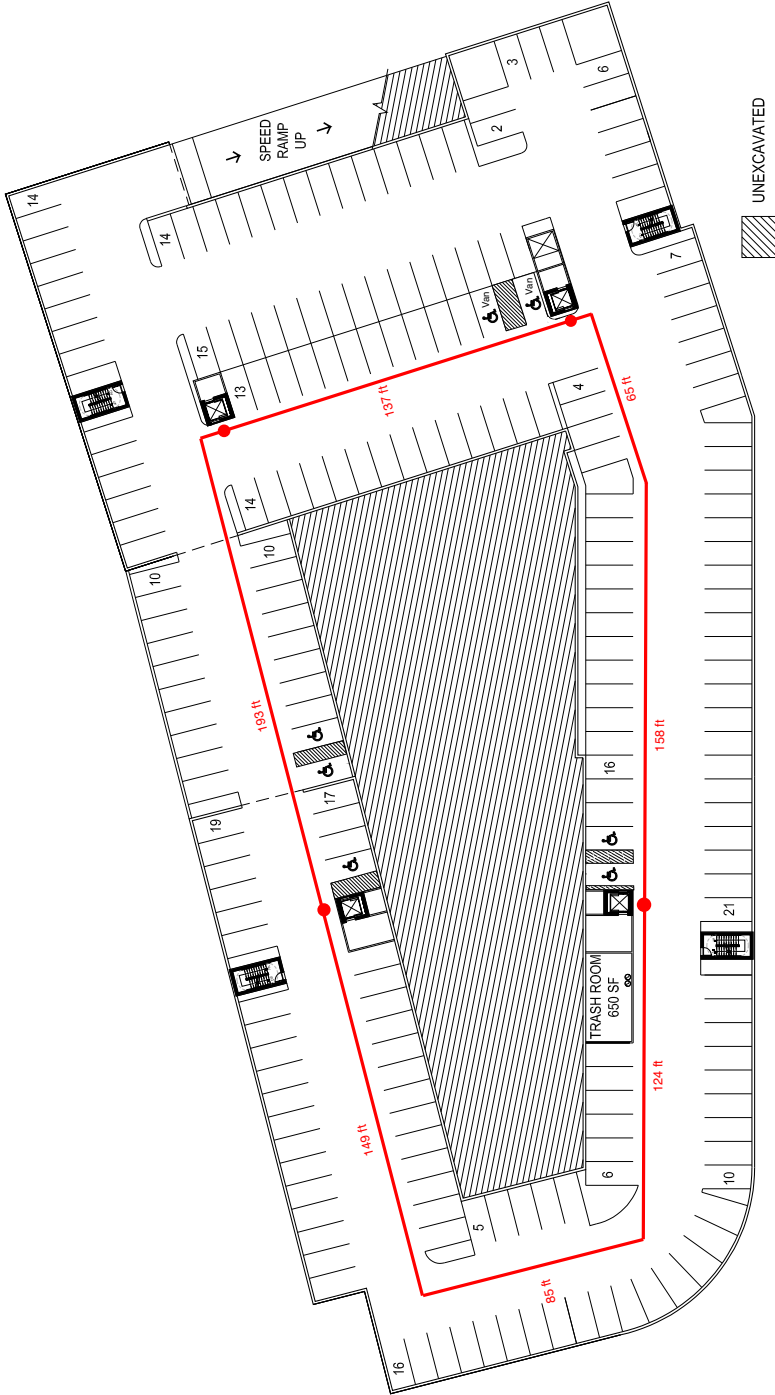 14
SPEED
RAMP
UP
3
6
2
14
15
13
Van
Van
7
UNEXCAVATED
137 ft
4
65 ft
14
10
10
193 ft
19
17
16
158 ft
21
TRASH ROOM
650 SF
149 ft
124 ft
5
6
10
85 ft
16